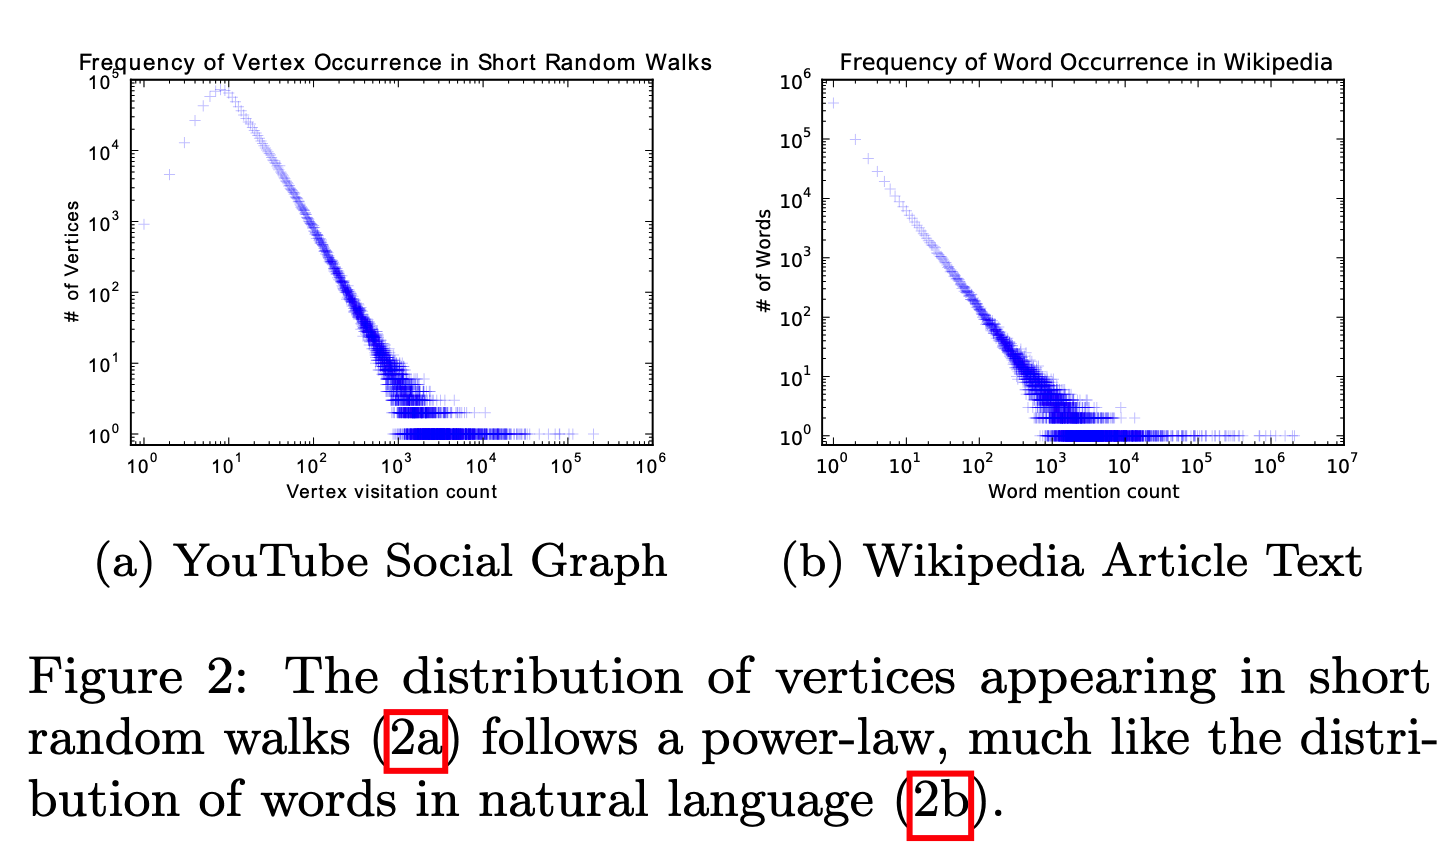 Frequency of Vertex Occurrence in Short Random Walks
10^5
10^4
10^3
10^2
10^1
10^0
# of Vertices
10^0 10^1 10^2 10^3 10^4 10^5 10^6
Vertex visitation count
(a) YouTube Social Graph
Frequency of Word Occurrence in Wikipedia
10^6
10^5
10^4
10^3
10^2
10^1
10^0
# of Words
10^0 10^1 10^2 10^3 10^4 10^5 10^6 10^7
Word mention count
(b) Wikipedia Article Text
Figure 2: The distribution of vertices appearing in short
random walks (2a) follows a power-law, much like the distri-
bution of words in natural language (2b).